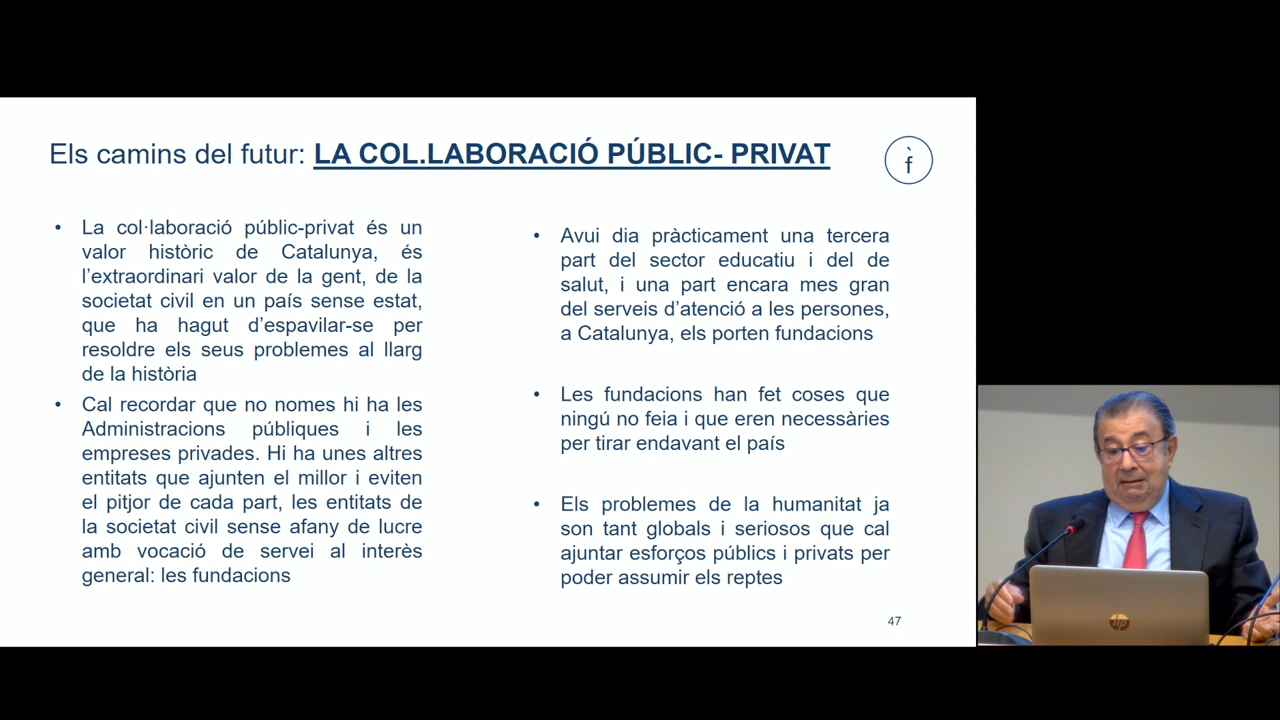 Els camins del futur: LA COL.LABORACIÓ PÚBLIC- PRIVAT
f̀
• La col·laboració públic-privat és un
valor històric de Catalunya, és
l’extraordinari valor de la gent, de la
societat civil en un país sense estat,
que ha hagut d’espavilar-se per
resoldre els seus problemes al llarg
de la història
• Cal recordar que no nomes hi ha les
Administracions públiques i les
empreses privades. Hi ha unes altres
entitats que ajunten el millor i eviten
el pitjor de cada part, les entitats de
la societat civil sense afany de lucre
amb vocació de servei al interès
general: les fundacions
• Avui dia pràcticament una tercera
part del sector educatiu i del de
salut, i una part encara mes gran
del serveis d’atenció a les persones,
a Catalunya, els porten fundacions
• Les fundacions han fet coses que
ningú no feia i que eren necessàries
per tirar endavant el país
• Els problemes de la humanitat ja
son tant globals i seriosos que cal
ajuntar esforços públics i privats per
poder assumir els reptes
47
hp